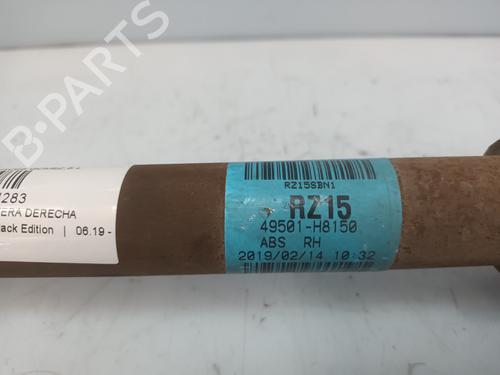 283
ERA DERECHA
ack Edition | 06.19 -
RZ15SBN1
RZ15
49501-H8150
ABS RH
2019/02/14 10:32
B-PARTS